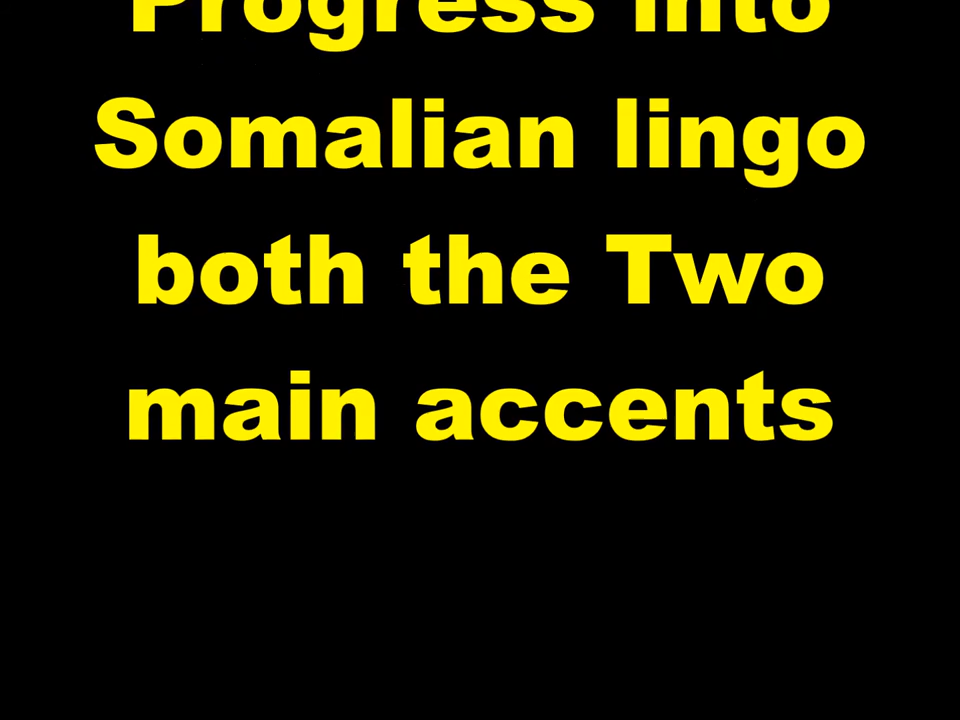 Progress into
Somalian lingo
both the Two
main accents